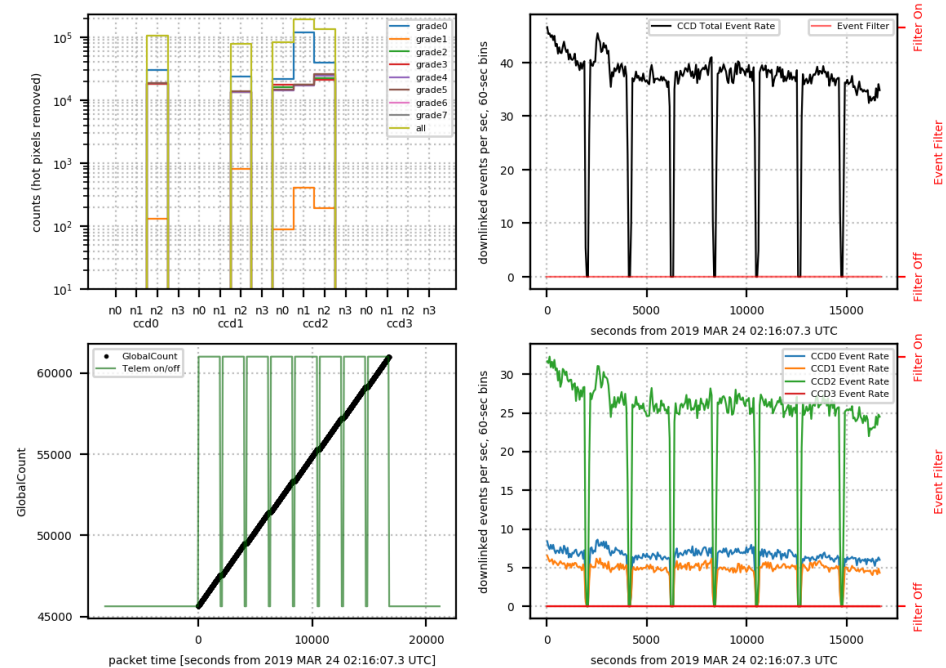 10^5
10^4
10^3
10^2
10^1
counts (hot pixels removed)
grade0
grade1
grade2
grade3
grade4
grade5
grade6
grade7
all
n0 n1 n2 n3 n0 n1 n2 n3 n0 n1 n2 n3 n0 n1 n2 n3
ccd0 ccd1 ccd2 ccd3
CCD Total Event Rate
Event Filter
40
30
20
10
0
downlinked events per sec, 60-sec bins
Filter On
Event Filter
Filter Off
0 5000 10000 15000
seconds from 2019 MAR 24 02:16:07.3 UTC
GlobalCount
Telem on/off
60000
55000
50000
45000
GlobalCount
0 10000 20000
packet time [seconds from 2019 MAR 24 02:16:07.3 UTC]
CCD0 Event Rate
CCD1 Event Rate
CCD2 Event Rate
CCD3 Event Rate
30
25
20
15
10
5
0
downlinked events per sec, 60-sec bins
Filter On
Event Filter
Filter Off
0 5000 10000 15000
seconds from 2019 MAR 24 02:16:07.3 UTC